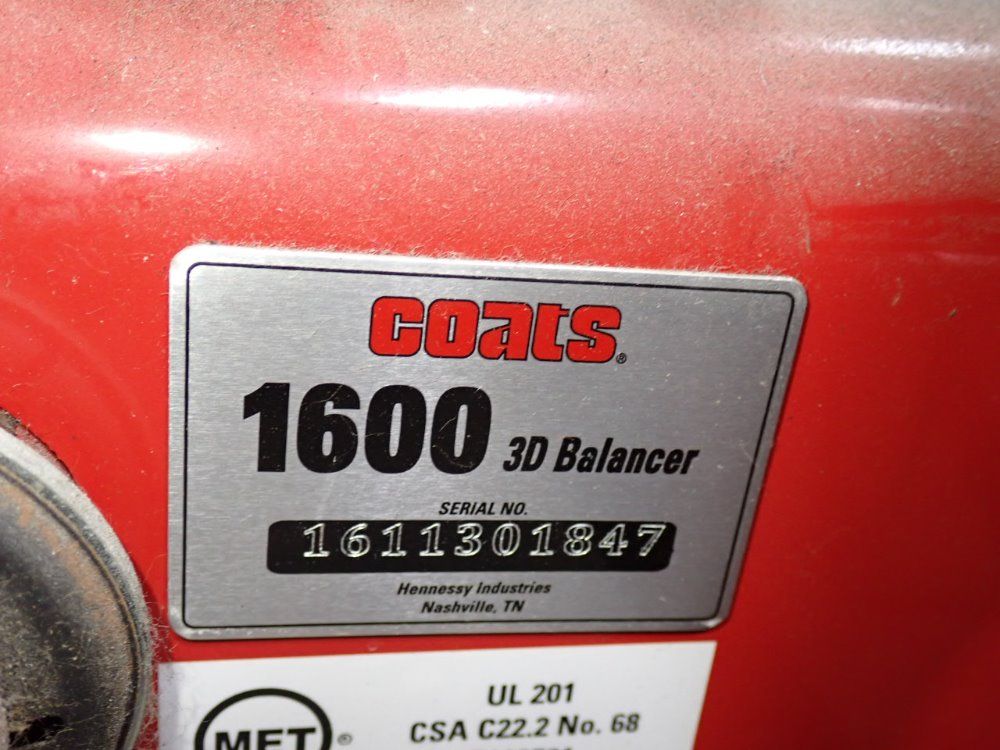 COATS®
1600 3D Balancer
SERIAL NO.
1611301847
Hennessy Industries
Nashville, TN
UL 201
CSA C22.2 No. 68
MET®